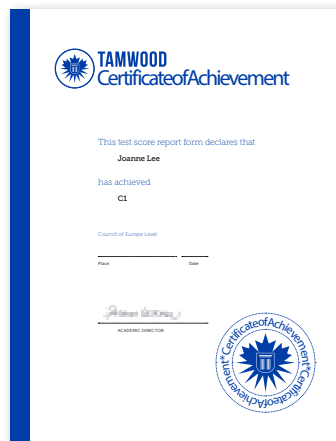 TAMWOOD
CertificateofAchievement
This test score report form declares that
Joanne Lee
has achieved
C1
Council of Europe Level
Place Date
ACADEMIC DIRECTOR
*CertificateofAchievement*CertificateofAchievement